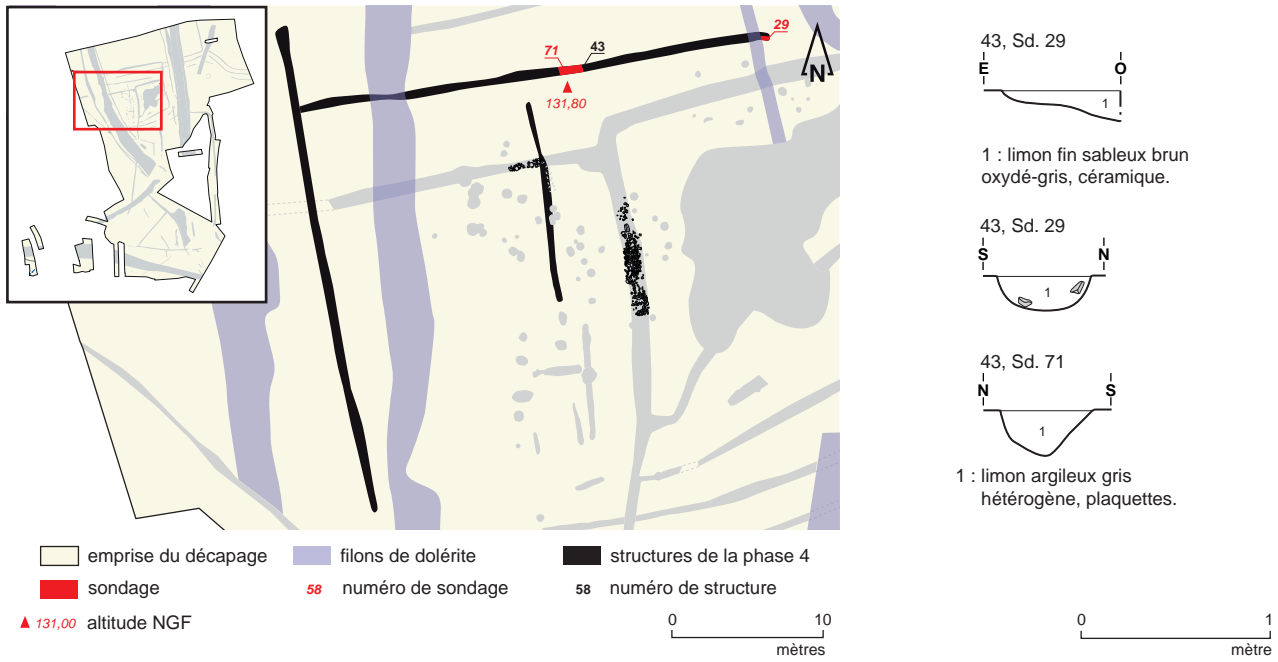 29
71
43
131,80
N
43, Sd. 29
E
O
1
1 : limon fin sableux brun
oxydé-gris, céramique.
43, Sd. 29
S
N
1
43, Sd. 71
N
S
1
1 : limon argileux gris
hétérogène, plaquettes.
emprise du décapage
filons de dolérite
structures de la phase 4
sondage
58 numéro de sondage
58 numéro de structure
131,00 altitude NGF
0 10
mètres
0 1
mètre